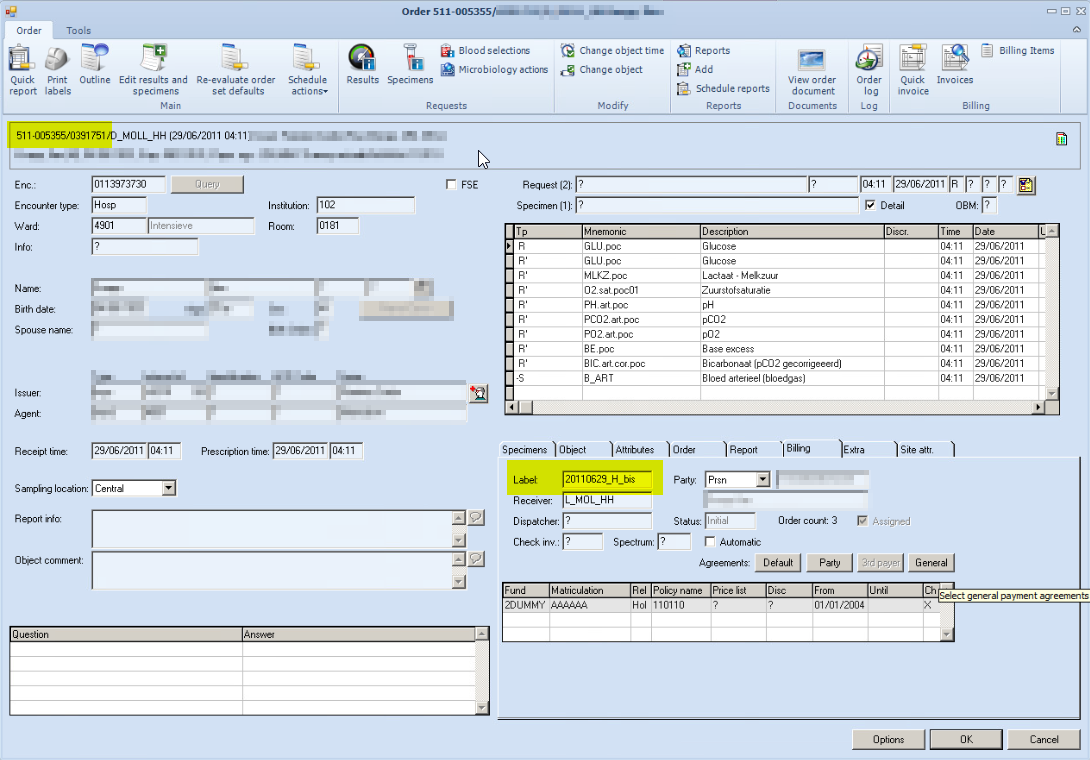 Order 511-005355/
Order Tools
Quick report
Print labels
Outline
Edit results and specimens
Re-evaluate order set defaults
Schedule actions
Main
Results
Specimens
Blood selections
Microbiology actions
Requests
Change object time
Change object
Modify
Reports
Add
Schedule reports
Reports
View order document
Documents
Order log
Log
Quick invoice
Invoices
Billing Items
Billing
511-005355/0391751/D_MOLL_HH (29/06/2011 04:11)
Enc.: 0113973730 Query FSE
Encounter type: Hosp Institution: 102
Ward: 4901 Intensieve Room: 0181
Info: ?
Name:
Birth date:
Spouse name:
Issuer:
Agent:
Receipt time: 29/06/2011 04:11 Prescription time: 29/06/2011 04:11
Sampling location: Central
Report info:
Object comment:
Question Answer
Request (2): ? ? 04:11 29/06/2011 R ? ? ?
Specimen (1): ? Detail OBM: ?
Tp Mnemonic Description Discr. Time Date U
R GLU.poc Glucose 04:11 29/06/2011
R' GLU.poc Glucose 04:11 29/06/2011
R' MLKZ.poc Lactaat - Melkzuur 04:11 29/06/2011
R' O2.sat.poc01 Zuurstofsaturatie 04:11 29/06/2011
R' PH.art.poc pH 04:11 29/06/2011
R' PCO2.art.poc pCO2 04:11 29/06/2011
R' PO2.art.poc pO2 04:11 29/06/2011
R' BE.poc Base excess 04:11 29/06/2011
R' BIC.art.cor.poc Bicarbonaat (pCO2 gecorrigeeerd) 04:11 29/06/2011
-S B_ART Bloed arterieel (bloedgas) 04:11 29/06/2011
Specimens Object Attributes Order Report Billing Extra Site attr.
Label: 20110629_H_bis Party: Prsn
Receiver: L_MOL_HH
Dispatcher: ? Status: Initial Order count: 3 Assigned
Check inv.: ? Spectrum: ? Automatic
Agreements: Default Party 3rd payer General
Fund Matriculation Rel Policy name Price list Disc From Until Ch
2DUMMY AAAAAA Hol 110110 ? ? 01/01/2004 X
Select general payment agreements
Options OK Cancel